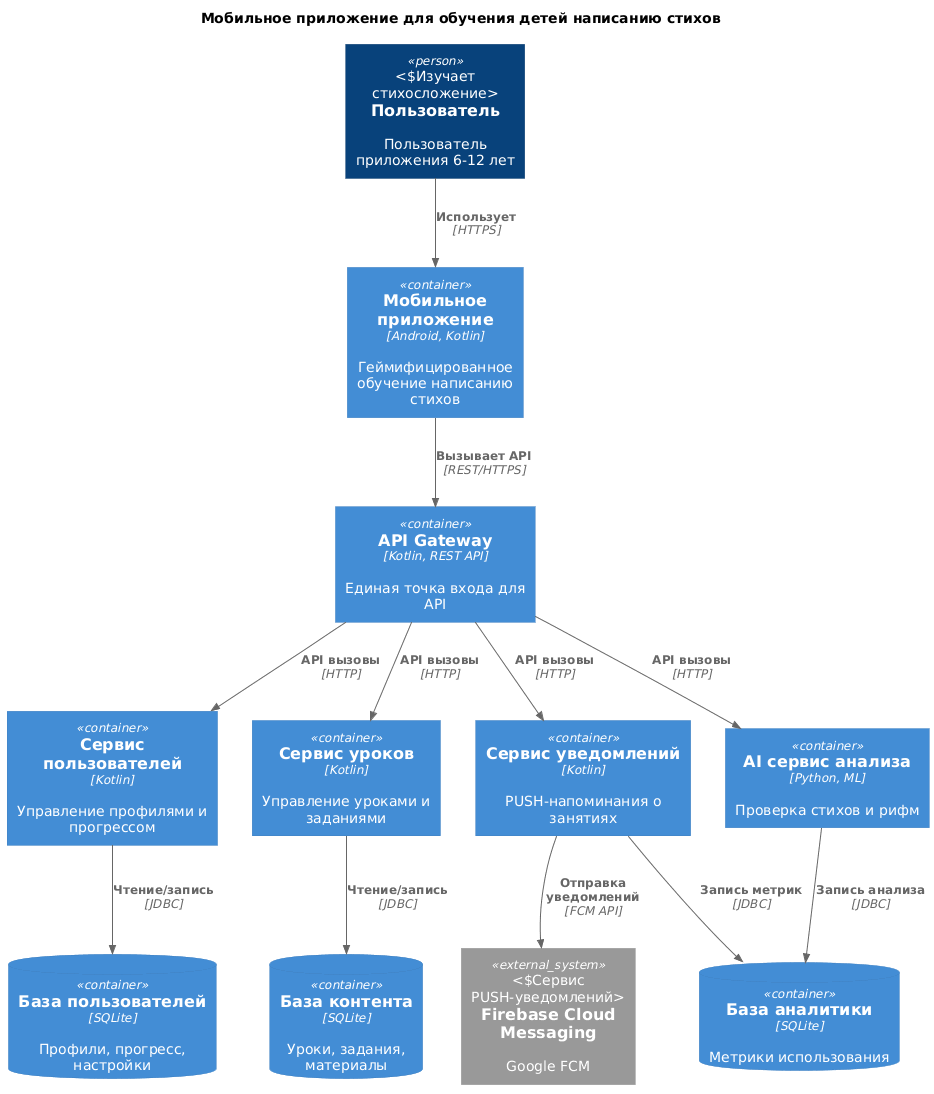 Мобильное приложение для обучения детей написанию стихов
«person»
<$Изучает
стихосложение>
Пользователь
Пользователь
приложения 6-12 лет
Использует
[HTTPS]
«container»
Мобильное
приложение
[Android, Kotlin]
Геймифицированное
обучение написанию
стихов
Вызывает API
[REST/HTTPS]
«container»
API Gateway
[Kotlin, REST API]
Единая точка входа для
API
API вызовы
[HTTP]
API вызовы
[HTTP]
API вызовы
[HTTP]
API вызовы
[HTTP]
«container»
Сервис
пользователей
[Kotlin]
Управление профилями и
прогрессом
«container»
Сервис уроков
[Kotlin]
Управление уроками и
заданиями
«container»
Сервис уведомлений
[Kotlin]
PUSH-напоминания о
занятиях
«container»
AI сервис анализа
[Python, ML]
Проверка стихов и рифм
Чтение/запись
[JDBC]
Чтение/запись
[JDBC]
Отправка
уведомлений
[FCM API]
Запись метрик
[JDBC]
Запись анализа
[JDBC]
«container»
База пользователей
[SQLite]
Профили, прогресс,
настройки
«container»
База контента
[SQLite]
Уроки, задания,
материалы
«external_system»
<$Сервис
PUSH-уведомлений>
Firebase Cloud
Messaging
Google FCM
«container»
База аналитики
[SQLite]
Метрики использования